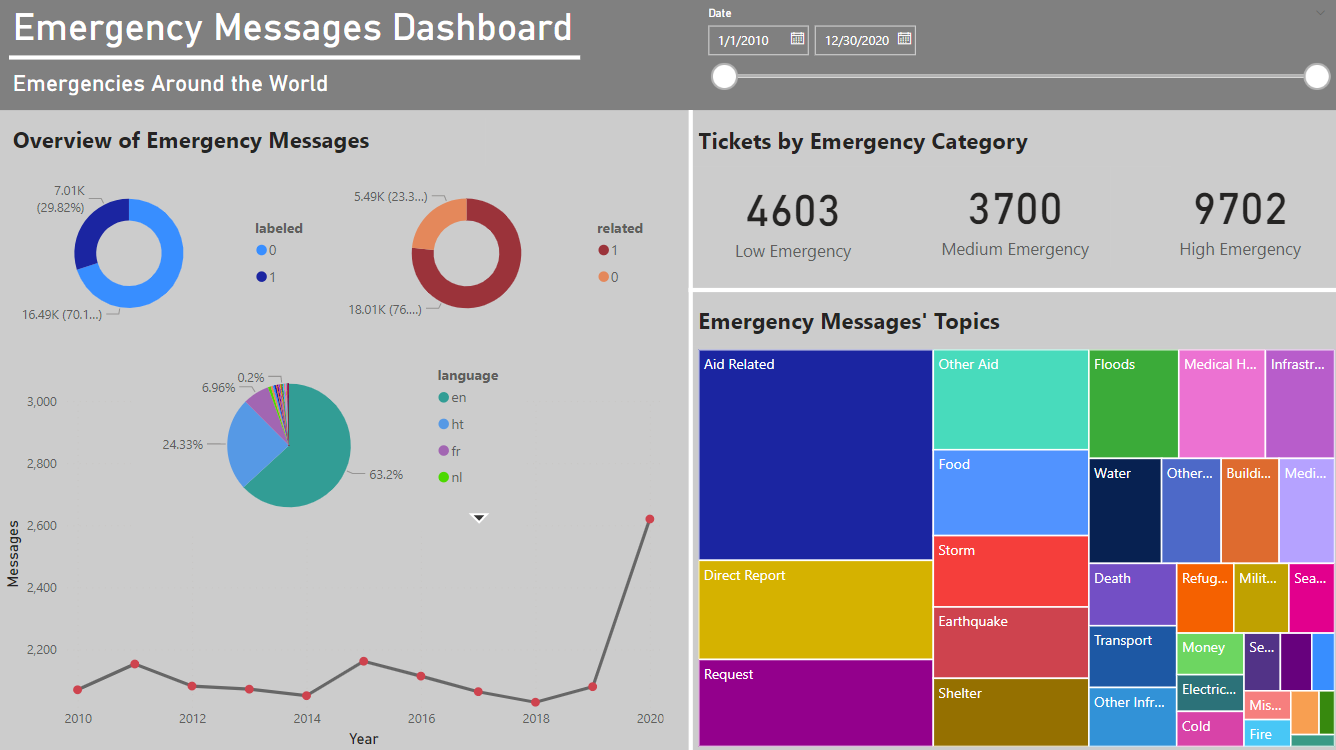 Emergency Messages Dashboard
Emergencies Around the World
Date
1/1/2010
12/30/2020
Overview of Emergency Messages
7.01K
(29.82%)
16.49K (70.1...)
labeled
0
1
5.49K (23.3...)
18.01K (76....)
related
1
0
0.2%
6.96%
24.33%
63.2%
language
en
ht
fr
nl
Messages
3,000
2,800
2,600
2,400
2,200
2010
2012
2014
2016
2018
2020
Year
Tickets by Emergency Category
4603
Low Emergency
3700
Medium Emergency
9702
High Emergency
Emergency Messages' Topics
Aid Related
Direct Report
Request
Other Aid
Food
Storm
Earthquake
Shelter
Floods
Medical H...
Infrastr...
Water
Other...
Buildi...
Medi...
Death
Transport
Other Infr...
Refug...
Milit...
Sea...
Money
Electric...
Cold
Se...
Mis...
Fire